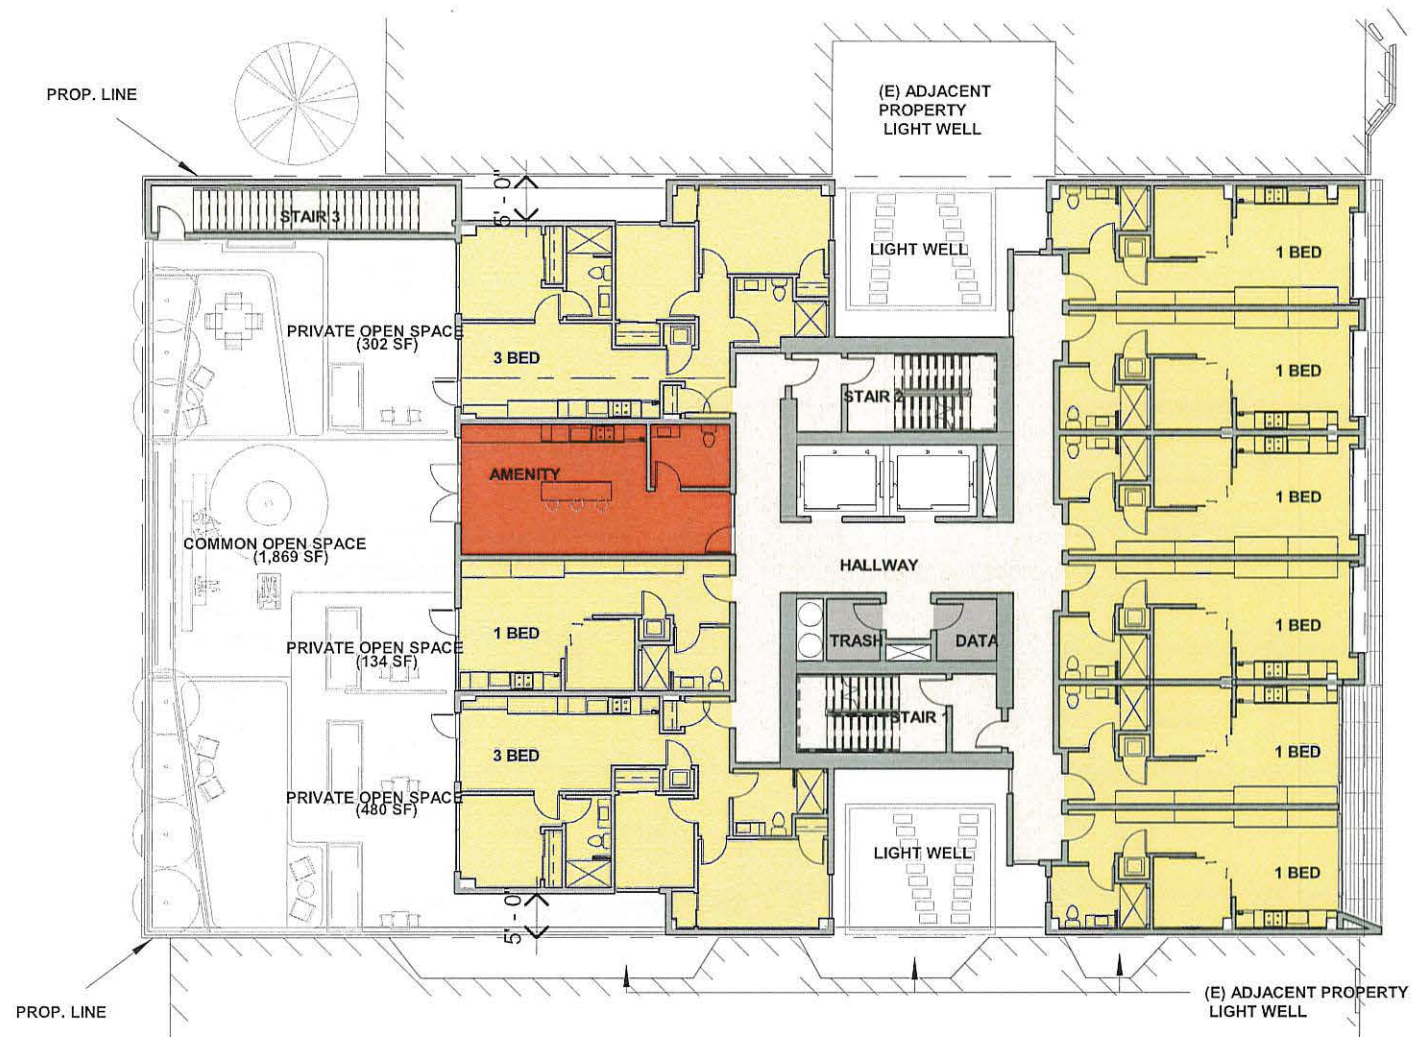 PROP. LINE
(E) ADJACENT
PROPERTY
LIGHT WELL
6' - 0"
STAIR 3
LIGHT WELL
1 BED
PRIVATE OPEN SPACE
(302 SF)
3 BED
STAIR 2
1 BED
AMENITY
1 BED
COMMON OPEN SPACE
(1,869 SF)
HALLWAY
1 BED
PRIVATE OPEN SPACE
(134 SF)
1 BED
TRASH
DATA
STAIR 1
3 BED
1 BED
PRIVATE OPEN SPACE
(480 SF)
LIGHT WELL
1 BED
5' - 0"
PROP. LINE
(E) ADJACENT PROPERTY
LIGHT WELL